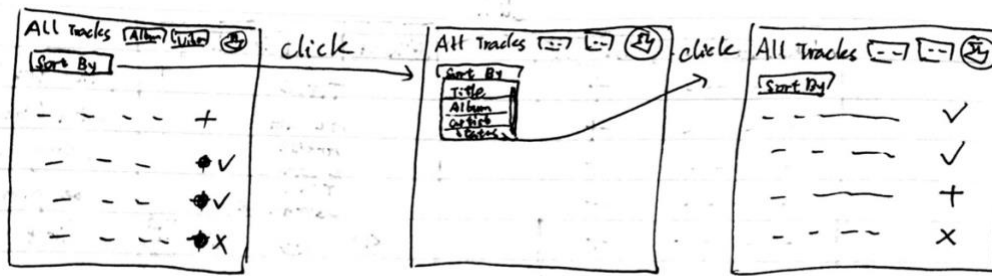 All Tracks Album Video
Sort By
+
✓
✓
X
click
All Tracks
Sort By
Title
Album
artist
status
click
All Tracks
Sort By
✓
✓
+
X